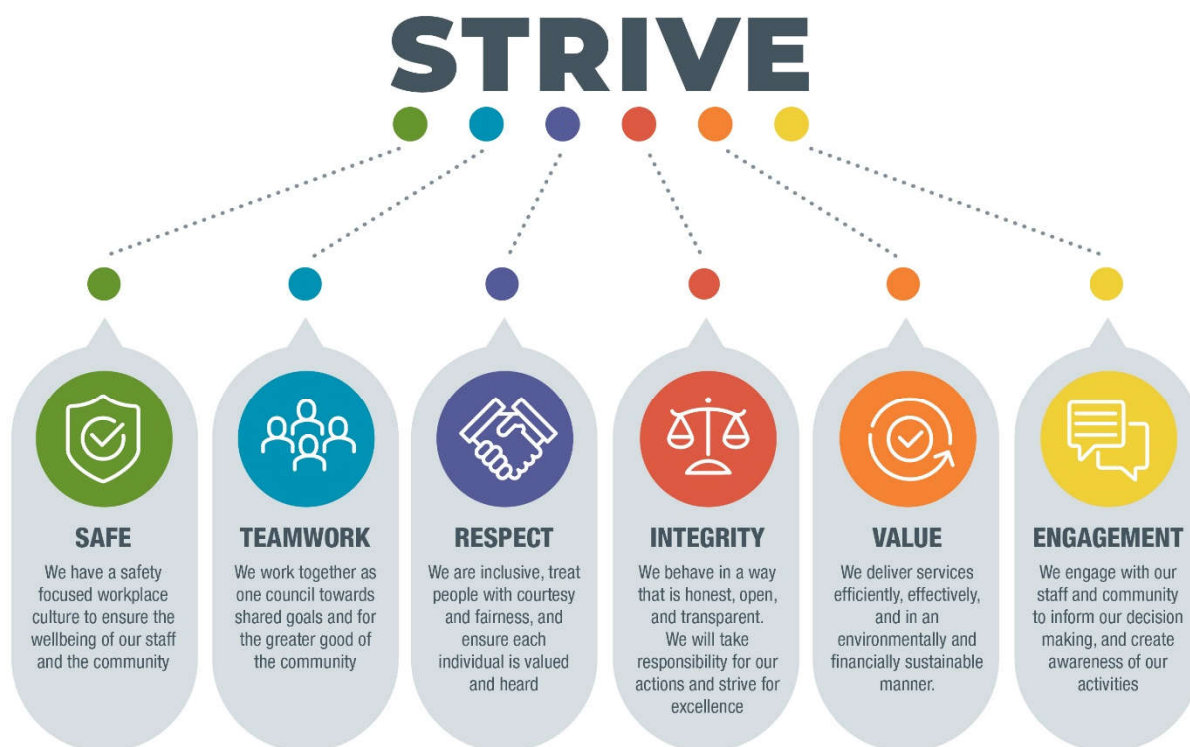 STRIVE
SAFE
We have a safety
focused workplace
culture to ensure the
wellbeing of our staff
and the community
TEAMWORK
We work together as
one council towards
shared goals and for
the greater good of
the community
RESPECT
We are inclusive, treat
people with courtesy
and fairness, and
ensure each
individual is valued
and heard
INTEGRITY
We behave in a way
that is honest, open,
and transparent.
We will take
responsibility for our
actions and strive for
excellence
VALUE
We deliver services
efficiently, effectively,
and in an
environmentally and
financially sustainable
manner.
ENGAGEMENT
We engage with our
staff and community
to inform our decision
making, and create
awareness of our
activities